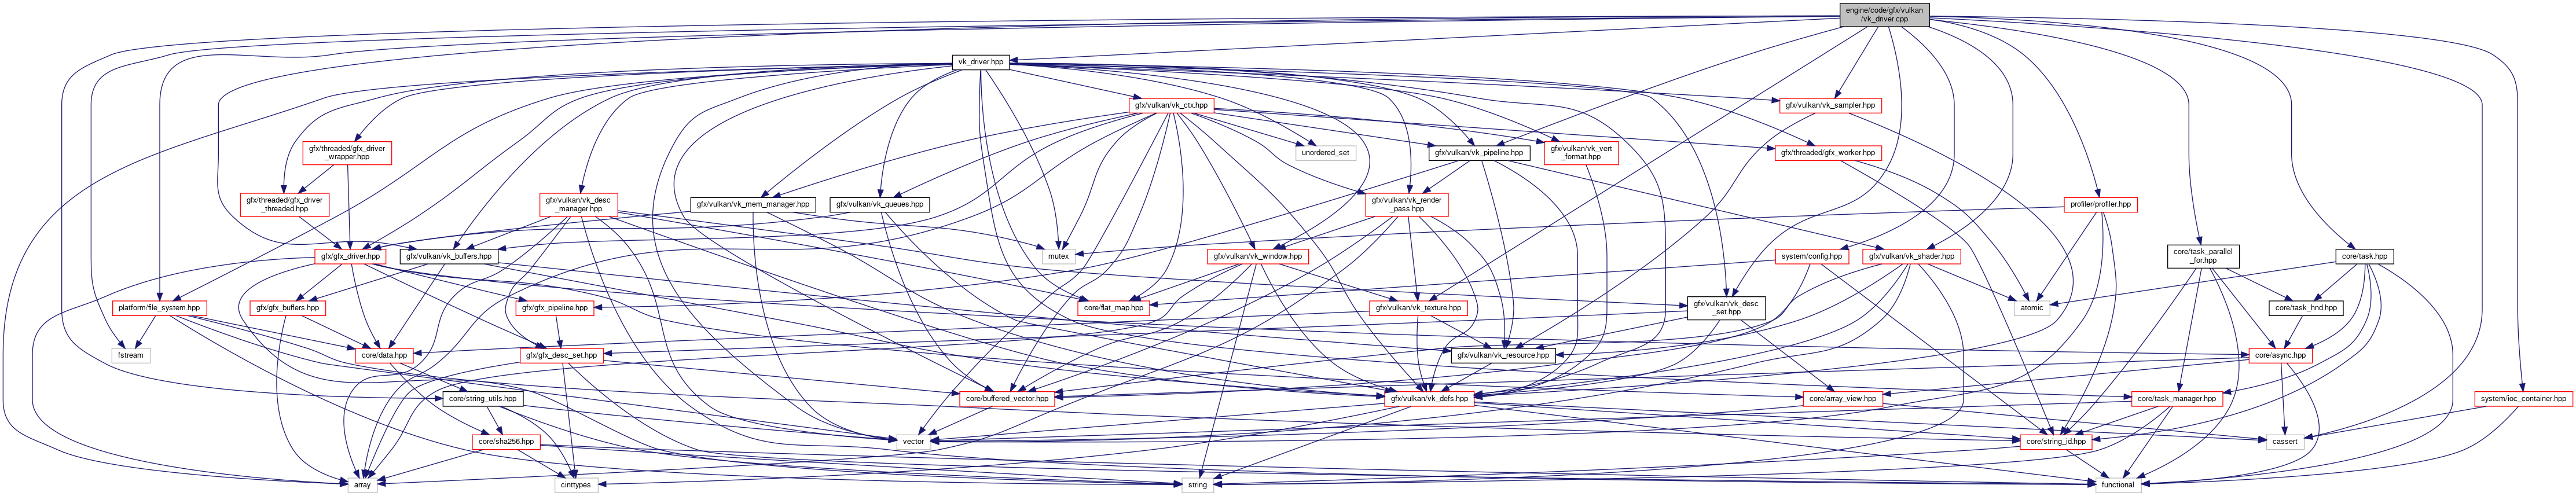 engine/code/gfx/vulkan
/vk_driver.cpp
vk_driver.hpp
gfx/vulkan/vk_ctx.hpp
gfx/vulkan/vk_sampler.hpp
gfx/threaded/gfx_driver
_wrapper.hpp
unordered_set
gfx/vulkan/vk_pipeline.hpp
gfx/vulkan/vk_vert
_format.hpp
gfx/threaded/gfx_worker.hpp
gfx/threaded/gfx_driver
_threaded.hpp
gfx/vulkan/vk_desc
_manager.hpp
gfx/vulkan/vk_mem_manager.hpp
gfx/vulkan/vk_queues.hpp
gfx/vulkan/vk_render
_pass.hpp
profiler/profiler.hpp
gfx/gfx_driver.hpp
gfx/vulkan/vk_buffers.hpp
mutex
gfx/vulkan/vk_window.hpp
system/config.hpp
gfx/vulkan/vk_shader.hpp
core/task_parallel
_for.hpp
core/task.hpp
platform/file_system.hpp
gfx/gfx_buffers.hpp
gfx/gfx_pipeline.hpp
core/flat_map.hpp
gfx/vulkan/vk_texture.hpp
gfx/vulkan/vk_desc
_set.hpp
atomic
core/task_hnd.hpp
fstream
core/data.hpp
gfx/gfx_desc_set.hpp
gfx/vulkan/vk_resource.hpp
core/async.hpp
core/string_utils.hpp
core/buffered_vector.hpp
gfx/vulkan/vk_defs.hpp
core/array_view.hpp
core/task_manager.hpp
system/ioc_container.hpp
core/sha256.hpp
vector
core/string_id.hpp
cassert
array
cinttypes
string
functional